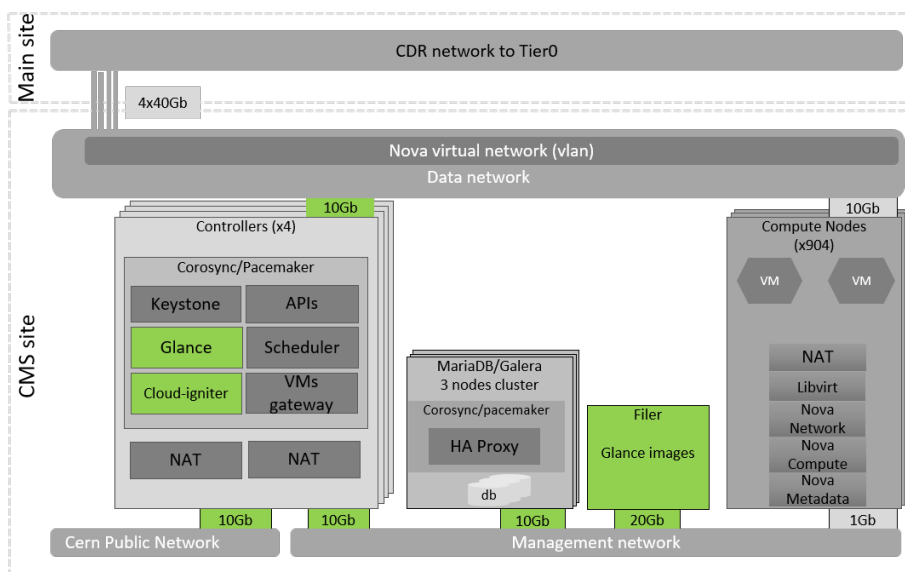 Main site
CDR network to Tier0
4x40Gb
CMS site
Nova virtual network (vlan)
Data network
10Gb
Controllers (x4)
Corosync/Pacemaker
Keystone
APIs
Glance
Scheduler
Cloud-igniter
VMs
gateway
NAT
NAT
MariaDB/Galera
3 nodes cluster
Corosync/pacemaker
HA Proxy
db
Filer
Glance images
10Gb
Compute Nodes
(x904)
VM
VM
NAT
Libvirt
Nova
Network
Nova
Compute
Nova
Metadata
10Gb
10Gb
10Gb
20Gb
1Gb
Cern Public Network
Management network